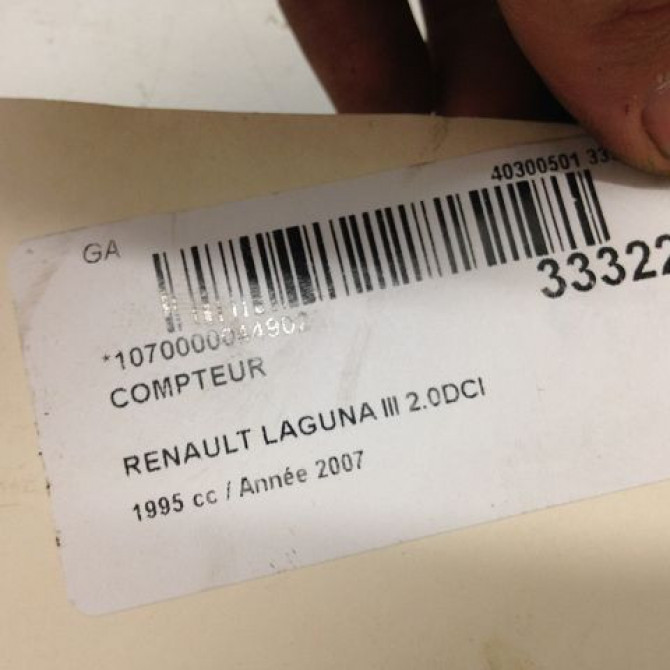 GA
40300501
33322
COMPTEUR
RENAULT LAGUNA III 2.0DCI
1995 cc / Année 2007